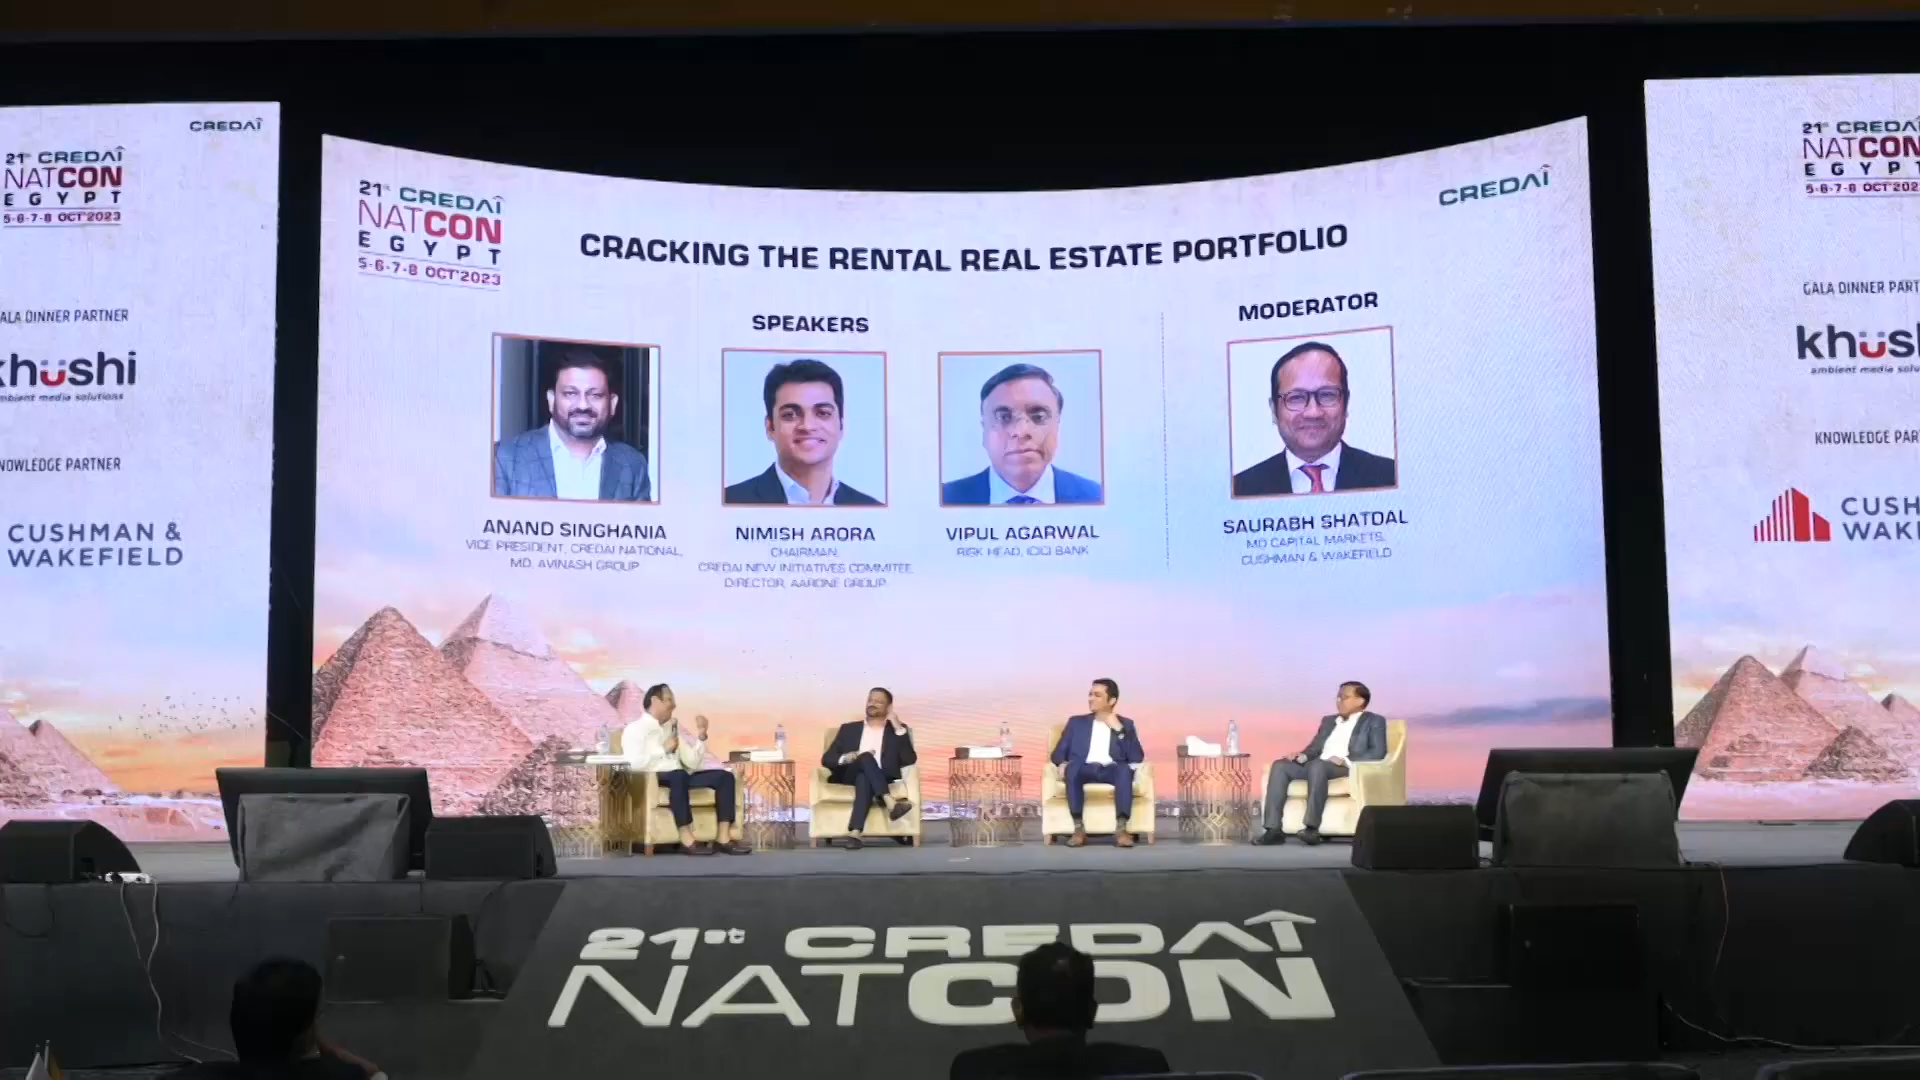 CREDAI
21st CREDAI
NATCON
EGYPT
5-6-7-8 OCT'2023
GALA DINNER PARTNER
khushi
ambient media solutions
KNOWLEDGE PARTNER
CUSHMAN &
WAKEFIELD
21st CREDAI
NATCON
EGYPT
5-6-7-8 OCT'2023
CREDAI
CRACKING THE RENTAL REAL ESTATE PORTFOLIO
SPEAKERS
MODERATOR
ANAND SINGHANIA
VICE PRESIDENT, CREDAI NATIONAL,
MD, AVINASH GROUP
NIMISH ARORA
CHAIRMAN,
CREDAI NEW INITIATIVES COMMITEE
DIRECTOR, AARONE GROUP
VIPUL AGARWAL
RISK HEAD, ICICI BANK
SAURABH SHATDAL
MD CAPITAL MARKETS,
CUSHMAN & WAKEFIELD
21st CREDAI
NATCON
EGYPT
5-6-7-8 OCT'202
GALA DINNER PART
khus
ambient media solu
KNOWLEDGE PAR
CUSH
WAKE
21st CREDAI
NATCON